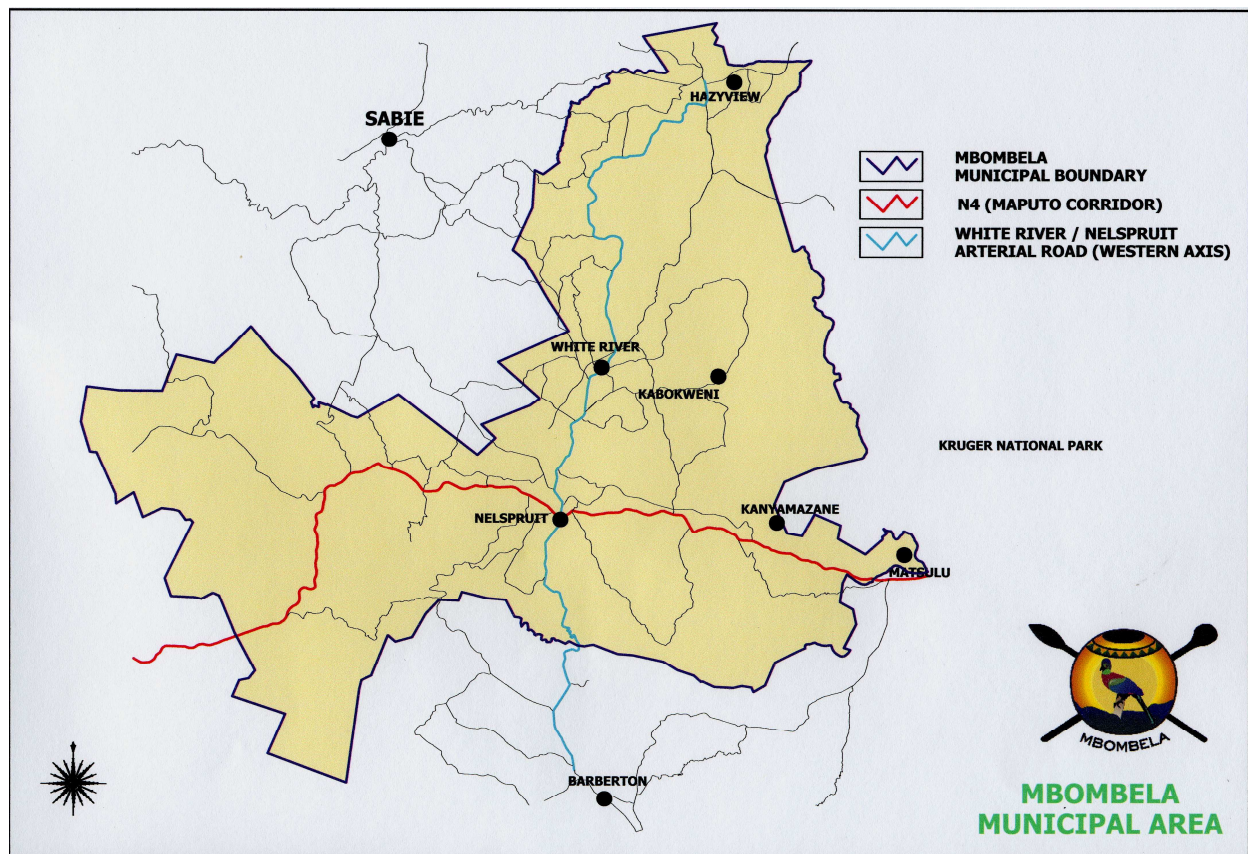 HAZYVIEW
SABIE
MBOMBELA
MUNICIPAL BOUNDARY
N4 (MAPUTO CORRIDOR)
WHITE RIVER / NELSPRUIT
ARTERIAL ROAD (WESTERN AXIS)
WHITE RIVER
KABOKWENI
KRUGER NATIONAL PARK
NELSPRUIT
KANYAMAZANE
MATSULU
BARBERTON
MBOMBELA
MBOMBELA
MUNICIPAL AREA